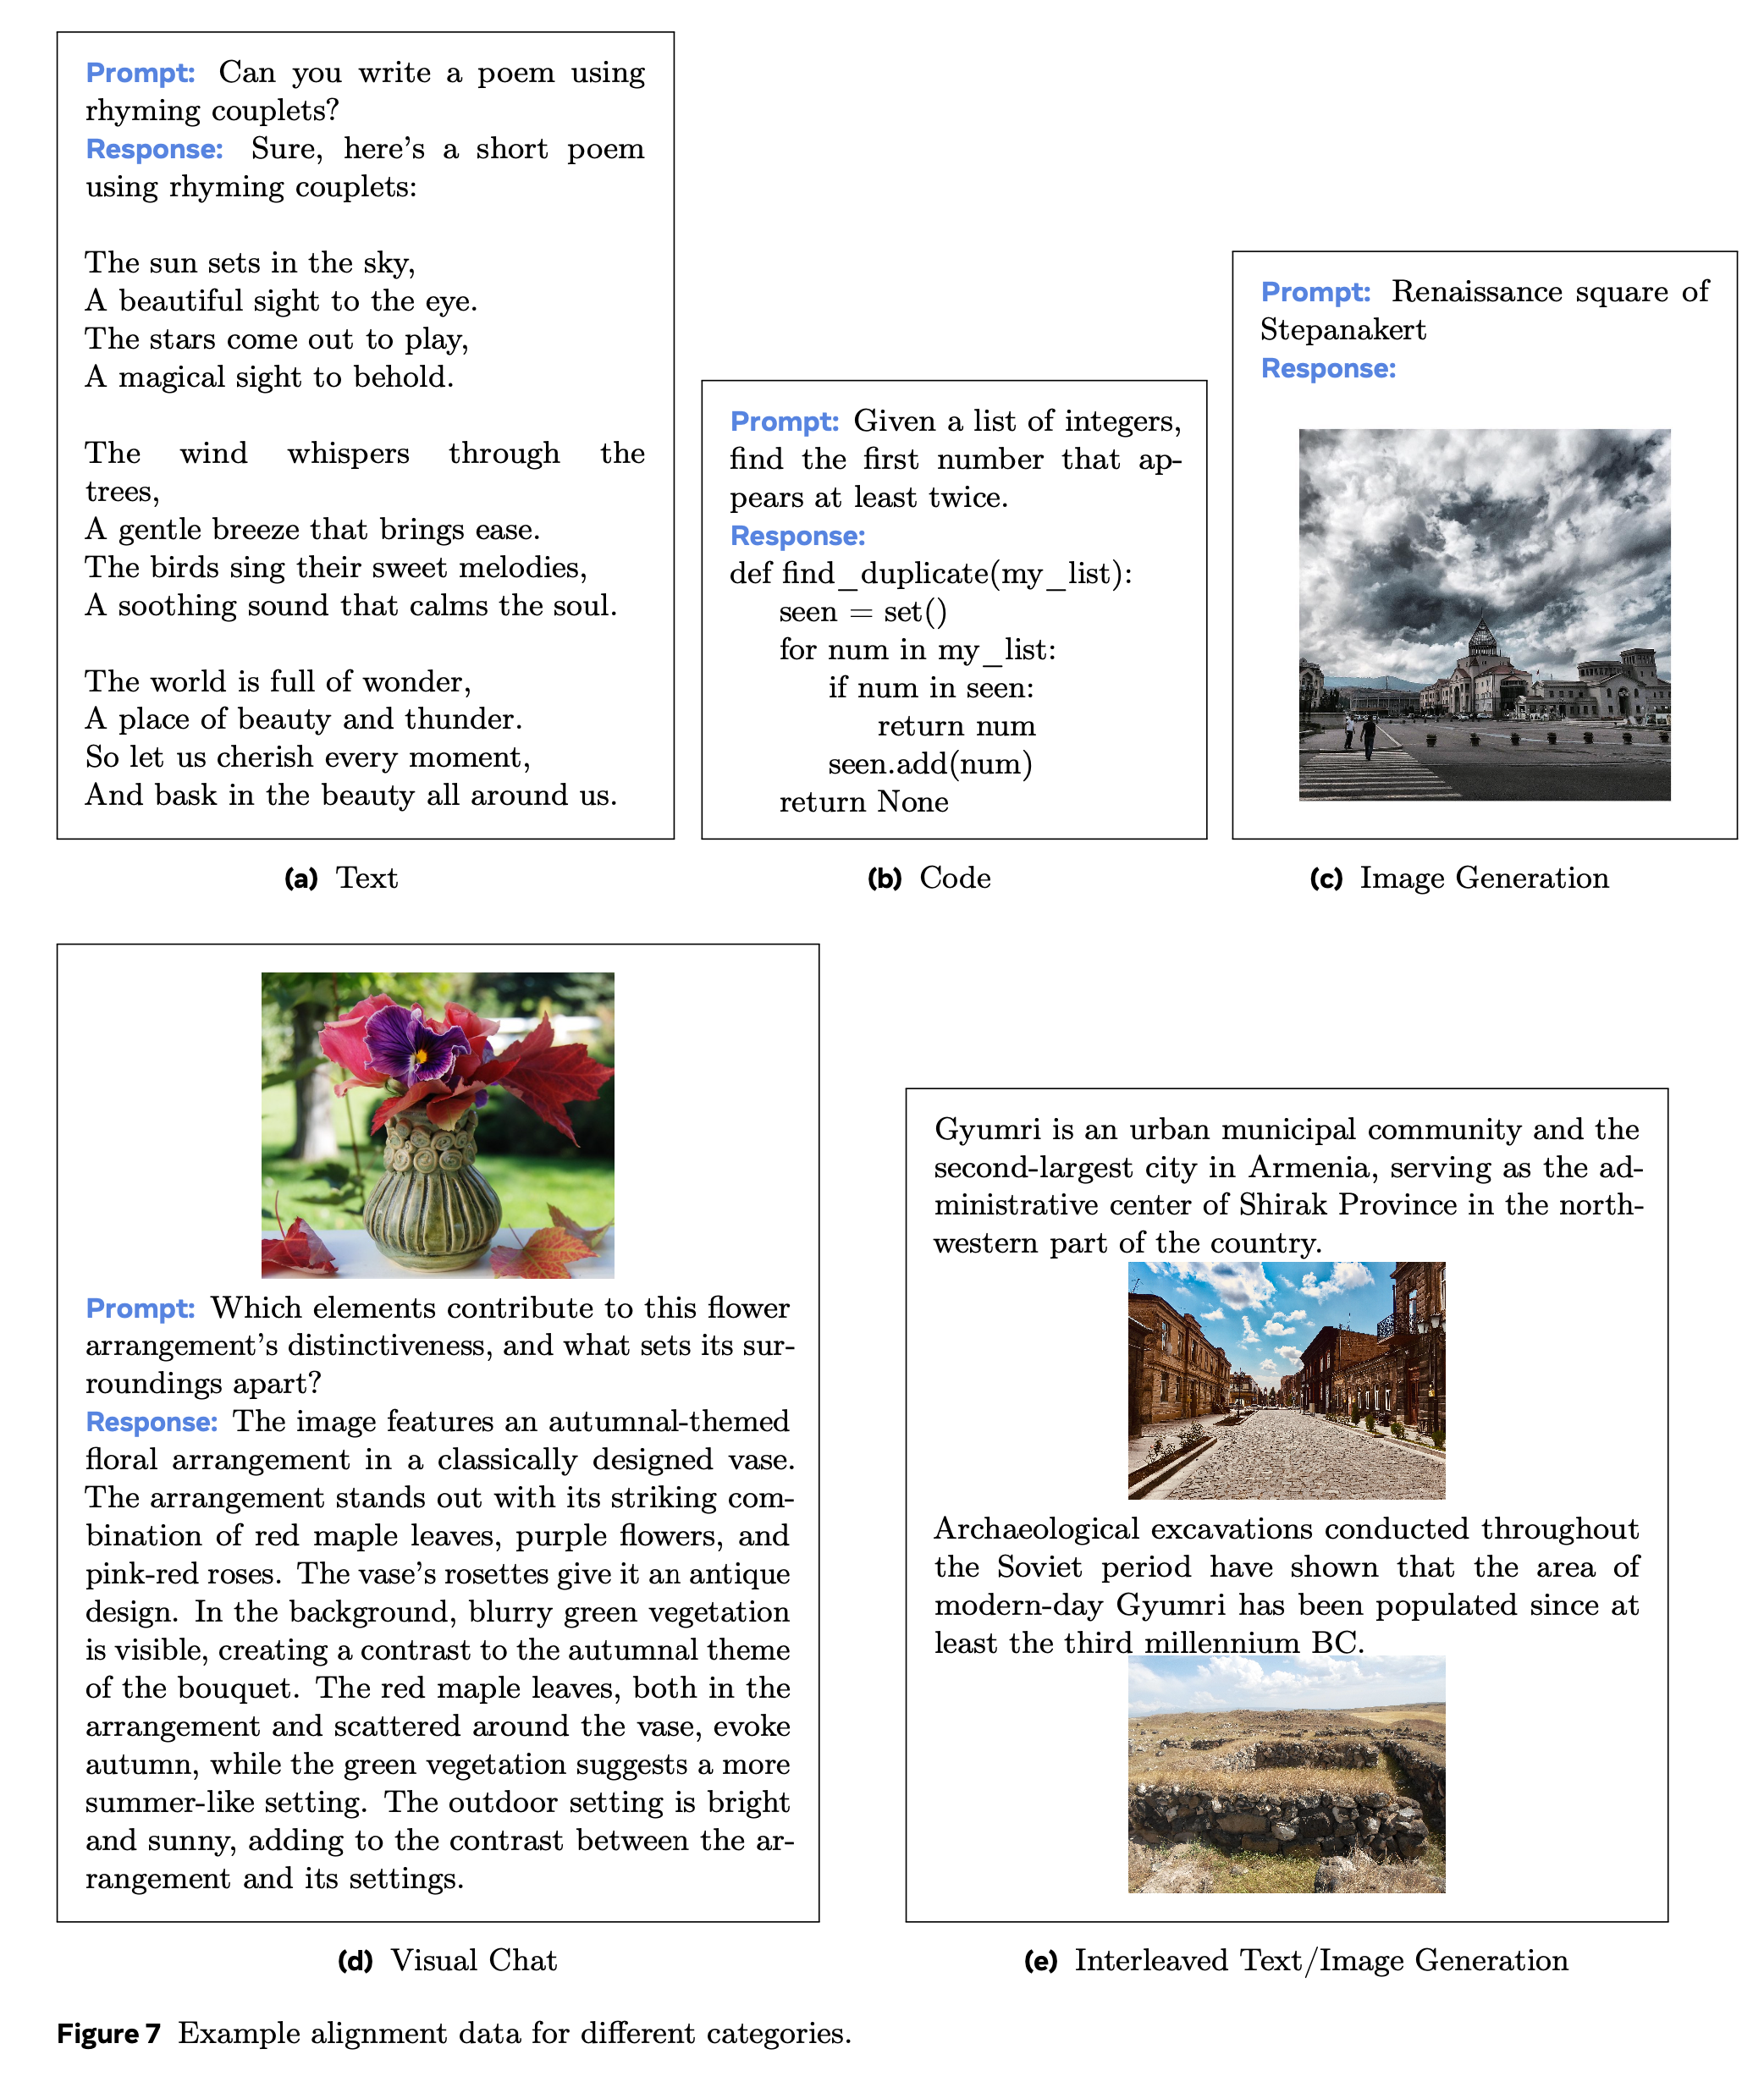 Prompt: Can you write a poem using
rhyming couplets?
Response: Sure, here's a short poem
using rhyming couplets:
The sun sets in the sky,
A beautiful sight to the eye.
The stars come out to play,
A magical sight to behold.
The wind whispers through the
trees,
A gentle breeze that brings ease.
The birds sing their sweet melodies,
A soothing sound that calms the soul.
The world is full of wonder,
A place of beauty and thunder.
So let us cherish every moment,
And bask in the beauty all around us.
(a) Text
Prompt: Given a list of integers,
find the first number that ap-
pears at least twice.
Response:
def find_duplicate(my_list):
seen = set()
for num in my_list:
if num in seen:
return num
seen.add(num)
return None
(b) Code
Prompt: Renaissance square of
Stepanakert
Response:
(c) Image Generation
Prompt: Which elements contribute to this flower
arrangement's distinctiveness, and what sets its sur-
roundings apart?
Response: The image features an autumnal-themed
floral arrangement in a classically designed vase.
The arrangement stands out with its striking com-
bination of red maple leaves, purple flowers, and
pink-red roses. The vase's rosettes give it an antique
design. In the background, blurry green vegetation
is visible, creating a contrast to the autumnal theme
of the bouquet. The red maple leaves, both in the
arrangement and scattered around the vase, evoke
autumn, while the green vegetation suggests a more
summer-like setting. The outdoor setting is bright
and sunny, adding to the contrast between the ar-
rangement and its settings.
(d) Visual Chat
Gyumri is an urban municipal community and the
second-largest city in Armenia, serving as the ad-
ministrative center of Shirak Province in the north-
western part of the country.
Archaeological excavations conducted throughout
the Soviet period have shown that the area of
modern-day Gyumri has been populated since at
least the third millennium BC.
(e) Interleaved Text/Image Generation
Figure 7 Example alignment data for different categories.